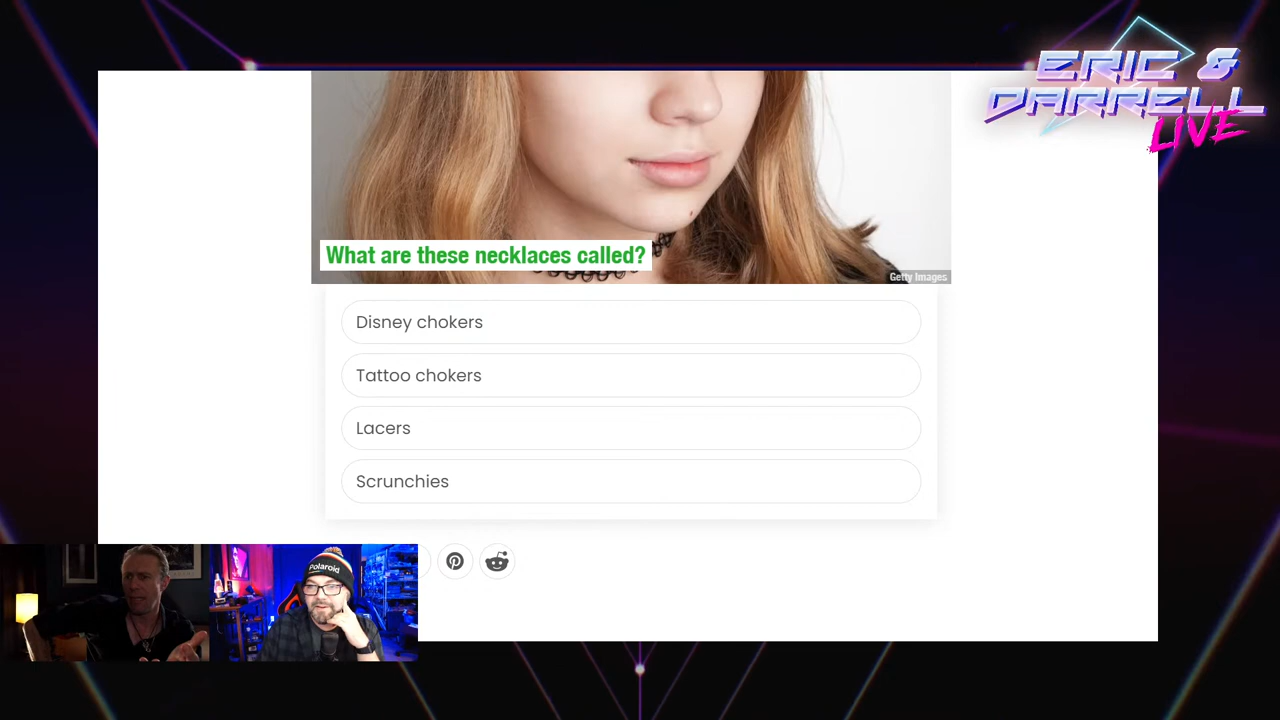 ERIC &
DARRELL
LIVE
What are these necklaces called?
Getty Images
Disney chokers
Tattoo chokers
Lacers
Scrunchies
Polaroid